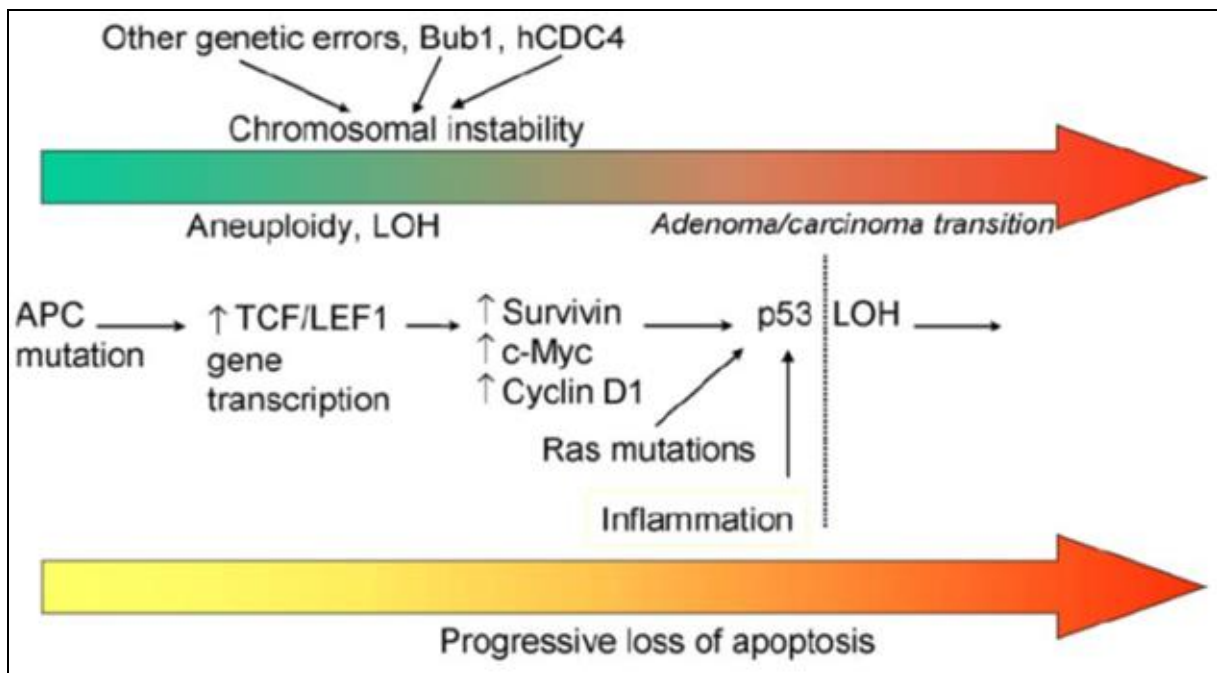 Other genetic errors, Bub1, hCDC4
Chromosomal instability
Aneuploidy, LOH
Adenoma/carcinoma transition
APC
mutation
↑ TCF/LEF1
gene
transcription
↑ Survivin
↑ c-Myc
↑ Cyclin D1
p53
LOH
Ras mutations
Inflammation
Progressive loss of apoptosis